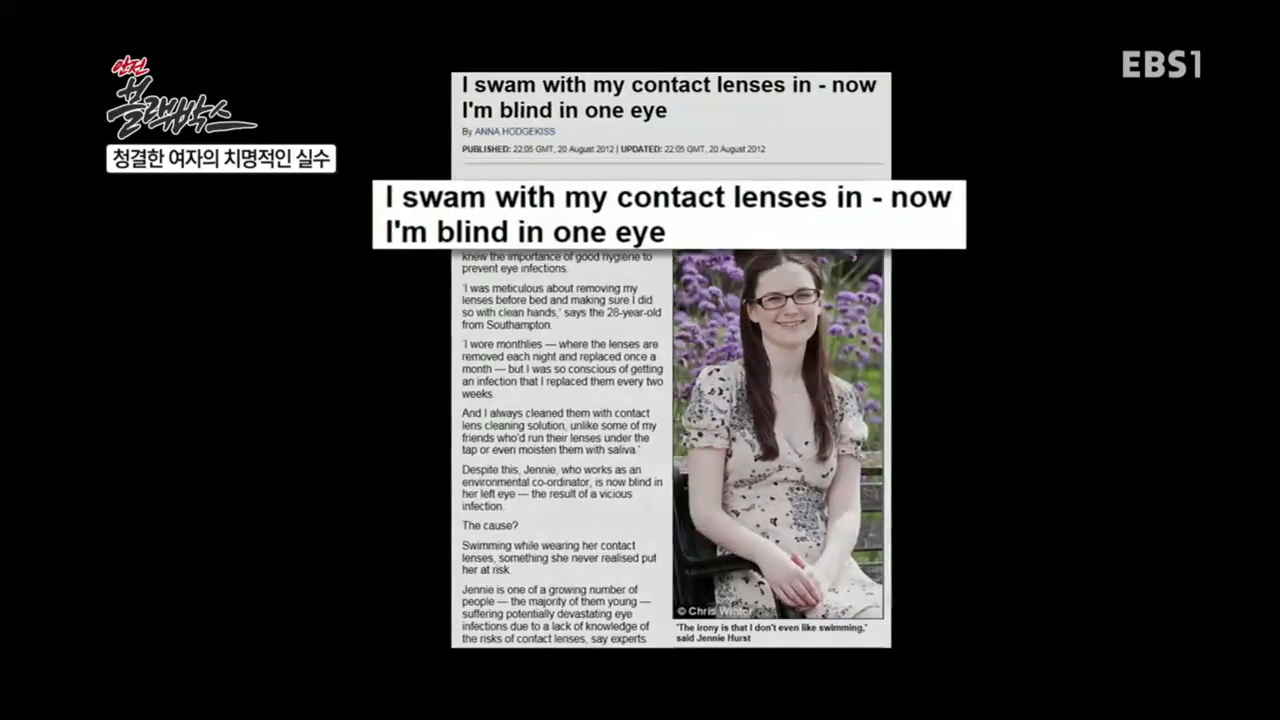 안전
블랙박스
청결한 여자의 치명적인 실수
EBS1
I swam with my contact lenses in - now
I'm blind in one eye
By ANNA HODGEKISS
PUBLISHED: 22:05 GMT, 20 August 2012 | UPDATED: 22:05 GMT, 20 August 2012
I swam with my contact lenses in - now
I'm blind in one eye
knew the importance of good hygiene to
prevent eye infections.
'I was meticulous about removing my
lenses before bed and making sure I did
so with clean hands,' says the 28-year-old
from Southampton.
'I wore monthlies — where the lenses are
removed each night and replaced once a
month — but I was so conscious of getting
an infection that I replaced them every two
weeks.
And I always cleaned them with contact
lens cleaning solution, unlike some of my
friends who'd run their lenses under the
tap or even moisten them with saliva.'
Despite this, Jennie, who works as an
environmental co-ordinator, is now blind in
her left eye — the result of a vicious
infection.
The cause?
Swimming while wearing her contact
lenses, something she never realised put
her at risk.
Jennie is one of a growing number of
people — the majority of them young —
suffering potentially devastating eye
infections due to a lack of knowledge of
the risks of contact lenses, say experts
© Chris Winter
'The irony is that I don't even like swimming,'
said Jennie Hurst